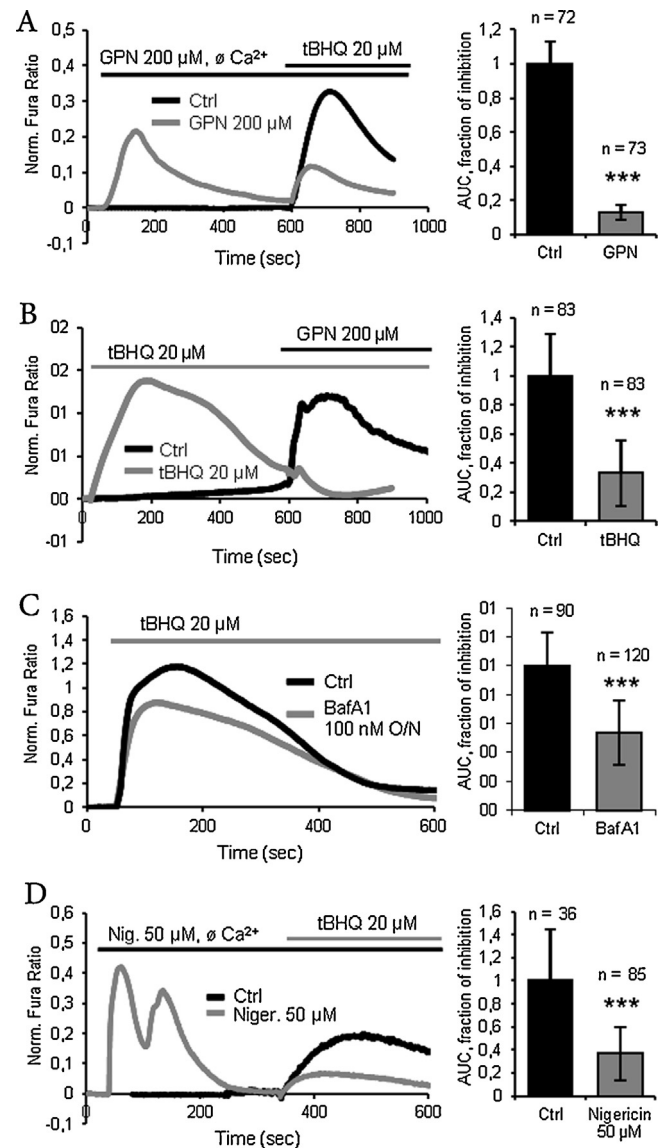 A
Norm. Fura Ratio
0,5
0,4
0,3
0,2
0,1
0
-0,1
GPN 200 µM, ø Ca²⁺
tBHQ 20 µM
Ctrl
GPN 200 µM
200
400
600
800
1000
Time (sec)
AUC, fraction of inhibition
1,2
1
0,8
0,6
0,4
0,2
0
n = 72
n = 73
***
Ctrl
GPN
B
Norm. Fura Ratio
02
02
01
01
00
-01
GPN 200 µM
tBHQ 20 µM
Ctrl
tBHQ 20 µM
0
200
400
600
800
1000
Time (sec)
AUC, fraction of inhibition
1,4
1,2
1
0,8
0,6
0,4
0,2
0
n = 83
n = 83
***
Ctrl
tBHQ
C
Norm. Fura Ratio
1,6
1,4
1,2
1
0,8
0,6
0,4
0,2
0
tBHQ 20 µM
Ctrl
BafA1
100 nM O/N
0
200
400
600
Time (sec)
AUC, fraction of inhibition
01
01
01
01
01
00
00
00
n = 90
n = 120
***
Ctrl
BafA1
D
Norm. Fura Ratio
0,6
0,5
0,4
0,3
0,2
0,1
0
-0,1
Nig. 50 µM, ø Ca²⁺
tBHQ 20 µM
Ctrl
Niger. 50 µM
0
200
400
600
Time (sec)
AUC, fraction of inhibition
1,6
1,4
1,2
1
0,8
0,6
0,4
0,2
0
n = 36
n = 85
***
Ctrl
Nigericin
50 µM